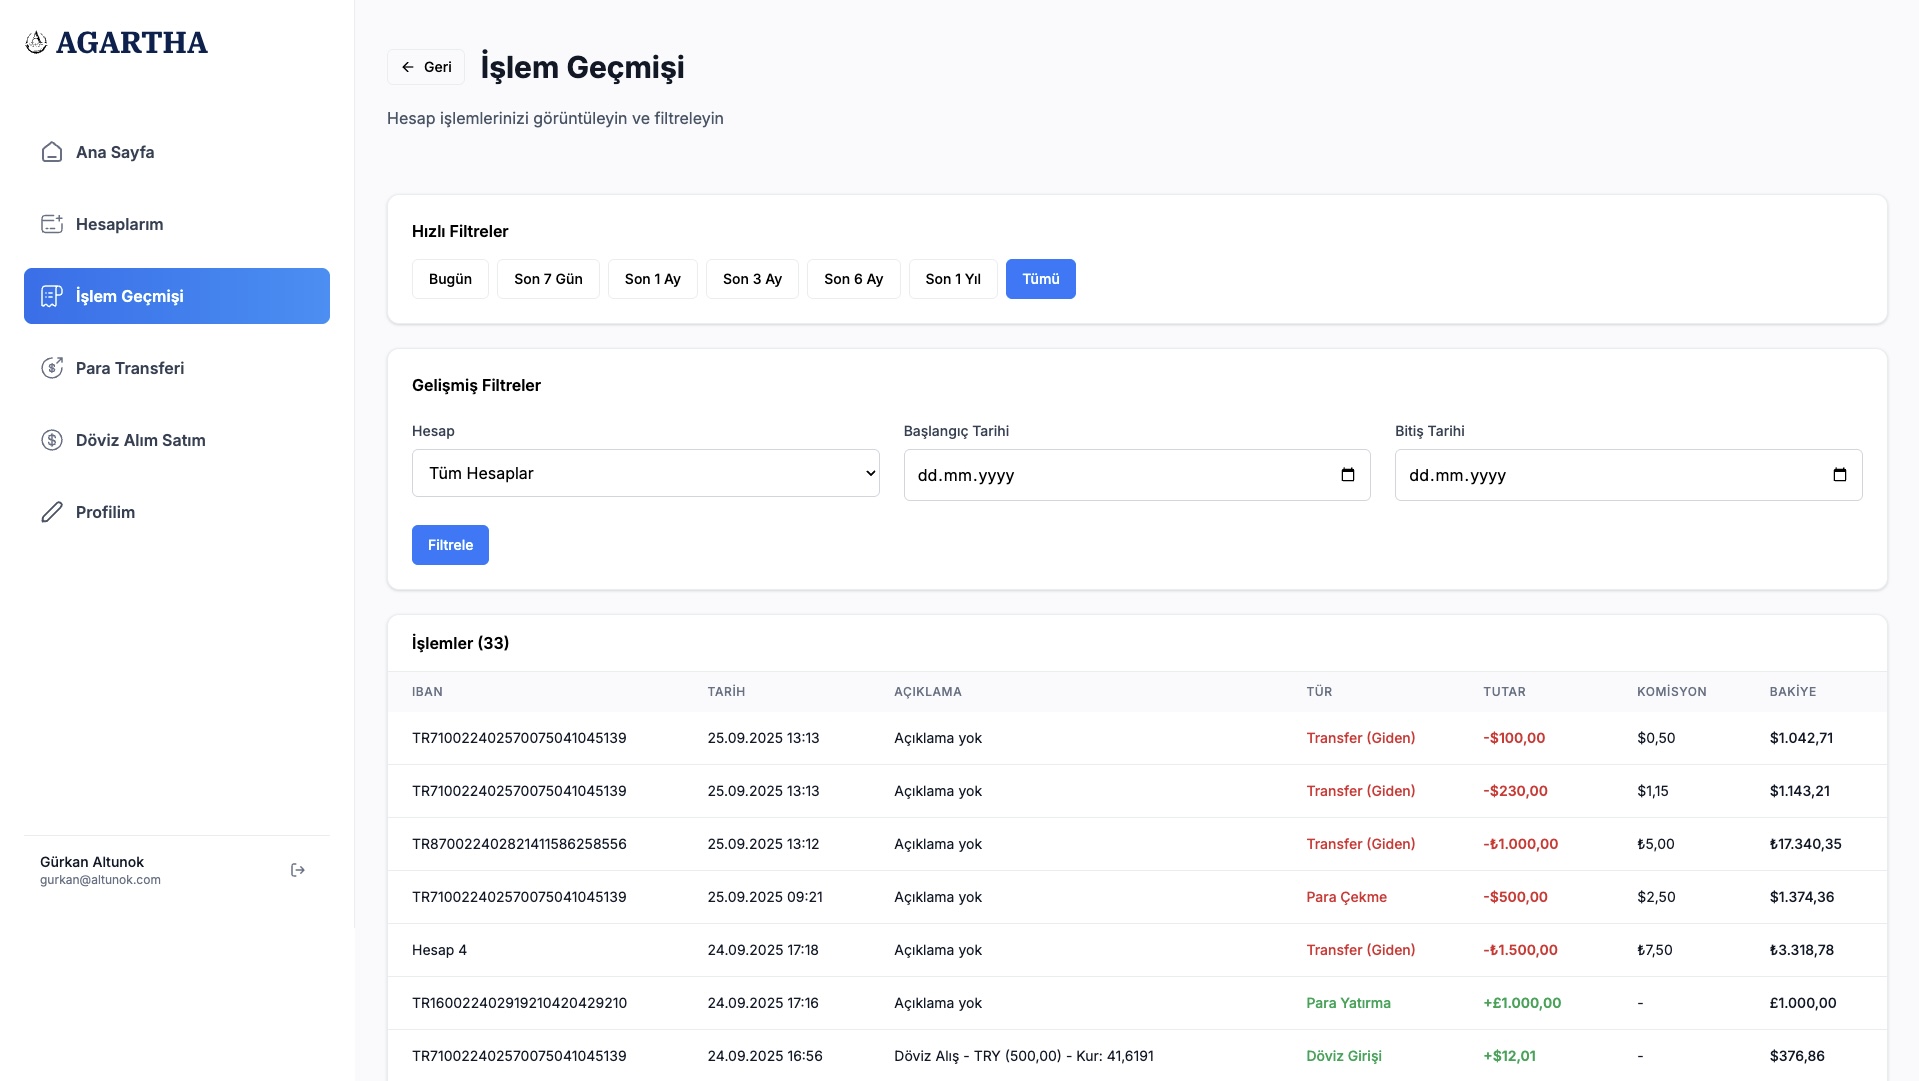 AGARTHA
Ana Sayfa
Hesaplarım
İşlem Geçmişi
Para Transferi
Döviz Alım Satım
Profilim
Gürkan Altunok
gurkan@altunok.com
Geri
İşlem Geçmişi
Hesap işlemlerinizi görüntüleyin ve filtreleyin
Hızlı Filtreler
Bugün Son 7 Gün Son 1 Ay Son 3 Ay Son 6 Ay Son 1 Yıl Tümü
Gelişmiş Filtreler
Hesap Başlangıç Tarihi Bitiş Tarihi
Tüm Hesaplar dd.mm.yyyy dd.mm.yyyy
Filtrele
İşlemler (33)
IBAN TARİH AÇIKLAMA TÜR TUTAR KOMİSYON BAKİYE
TR710022402570075041045139 25.09.2025 13:13 Açıklama yok Transfer (Giden) -$100,00 $0,50 $1.042,71
TR710022402570075041045139 25.09.2025 13:13 Açıklama yok Transfer (Giden) -$230,00 $1,15 $1.143,21
TR870022402821411586258556 25.09.2025 13:12 Açıklama yok Transfer (Giden) -₺1.000,00 ₺5,00 ₺17.340,35
TR710022402570075041045139 25.09.2025 09:21 Açıklama yok Para Çekme -$500,00 $2,50 $1.374,36
Hesap 4 24.09.2025 17:18 Açıklama yok Transfer (Giden) -₺1.500,00 ₺7,50 ₺3.318,78
TR160022402919210420429210 24.09.2025 17:16 Açıklama yok Para Yatırma +£1.000,00 - £1.000,00
TR710022402570075041045139 24.09.2025 16:56 Döviz Alış - TRY (500,00) - Kur: 41,6191 Döviz Girişi +$12,01 - $376,86